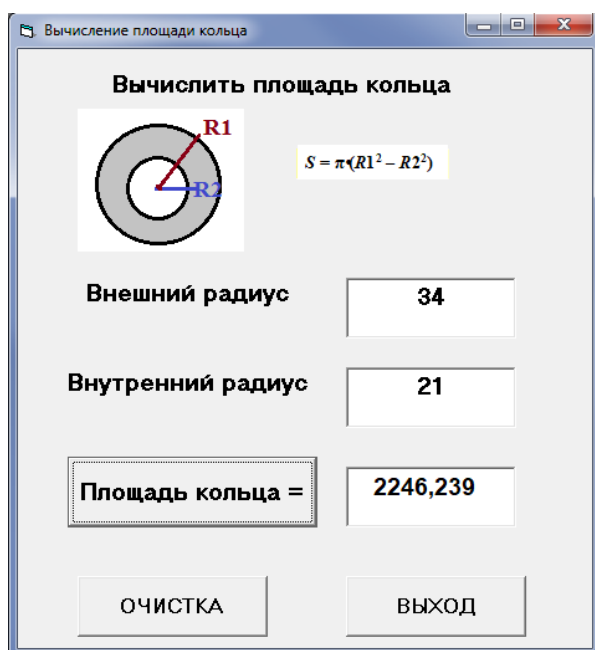 Вычисление площади кольца
Вычислить площадь кольца
R1
R2
S = π•(R1² – R2²)
Внешний радиус 34
Внутренний радиус 21
Площадь кольца = 2246,239
ОЧИСТКА ВЫХОД